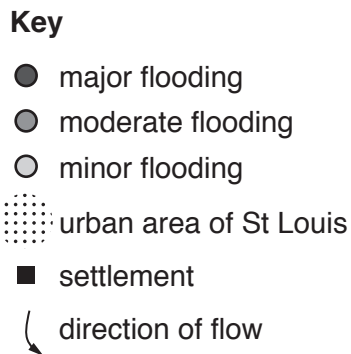 Key
major flooding
moderate flooding
minor flooding
urban area of St Louis
settlement
direction of flow